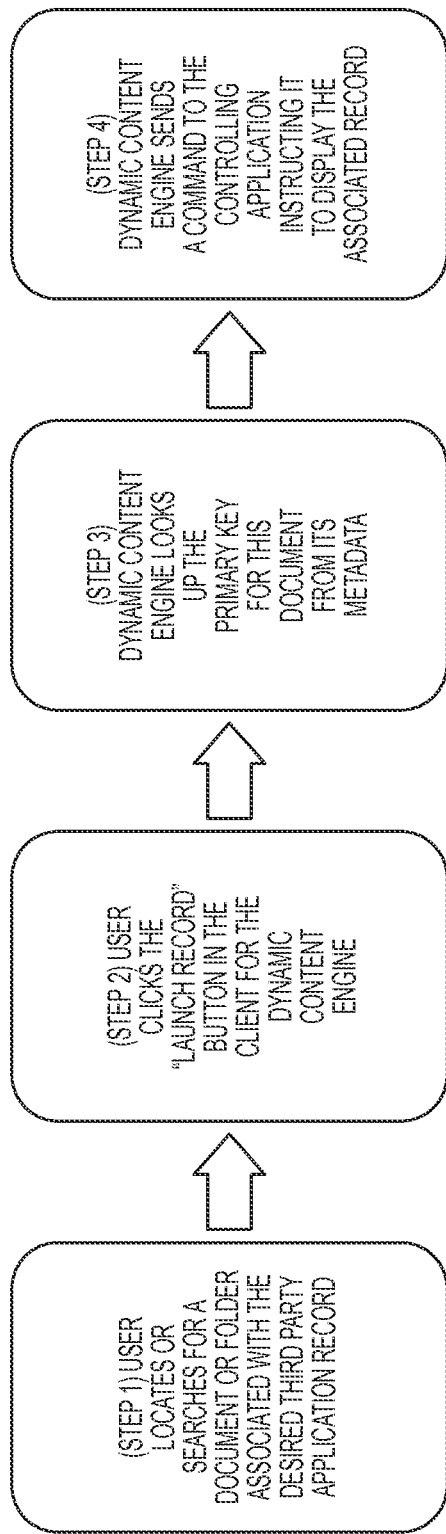 (STEP 1) USER
LOCATES OR
SEARCHES FOR A
DOCUMENT OR FOLDER
ASSOCIATED WITH THE
DESIRED THIRD PARTY
APPLICATION RECORD
(STEP 2) USER
CLICKS THE
"LAUNCH RECORD"
BUTTON IN THE
CLIENT FOR THE
DYNAMIC
CONTENT
ENGINE
(STEP 3)
DYNAMIC CONTENT
ENGINE LOOKS
UP THE
PRIMARY KEY
FOR THIS
DOCUMENT
FROM ITS
METADATA
(STEP 4)
DYNAMIC CONTENT
ENGINE SENDS
A COMMAND TO THE
CONTROLLING
APPLICATION
INSTRUCTING IT
TO DISPLAY THE
ASSOCIATED RECORD